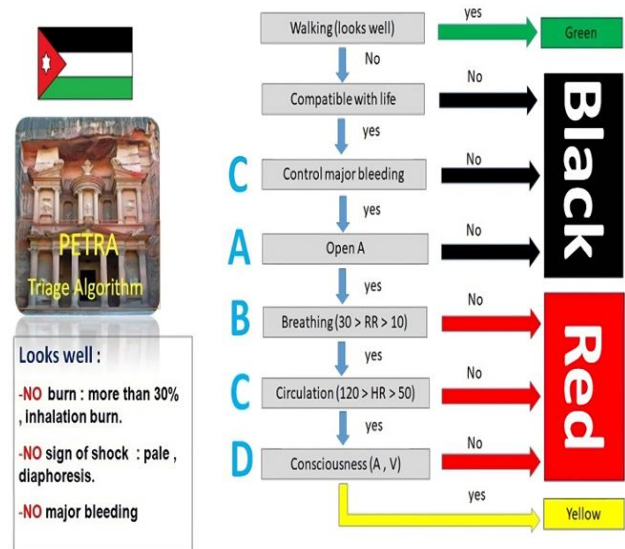 PETRA
Triage Algorithm
Looks well :
-NO burn : more than 30%
, inhalation burn.
-NO sign of shock : pale ,
diaphoresis.
-NO major bleeding
Walking (looks well)
yes
Green
No
Compatible with life
No
Black
yes
C
Control major bleeding
No
yes
A
Open A
No
yes
B
Breathing (30 > RR > 10)
No
Red
yes
C
Circulation (120 > HR > 50)
No
yes
D
Consciousness (A , V)
No
yes
Yellow